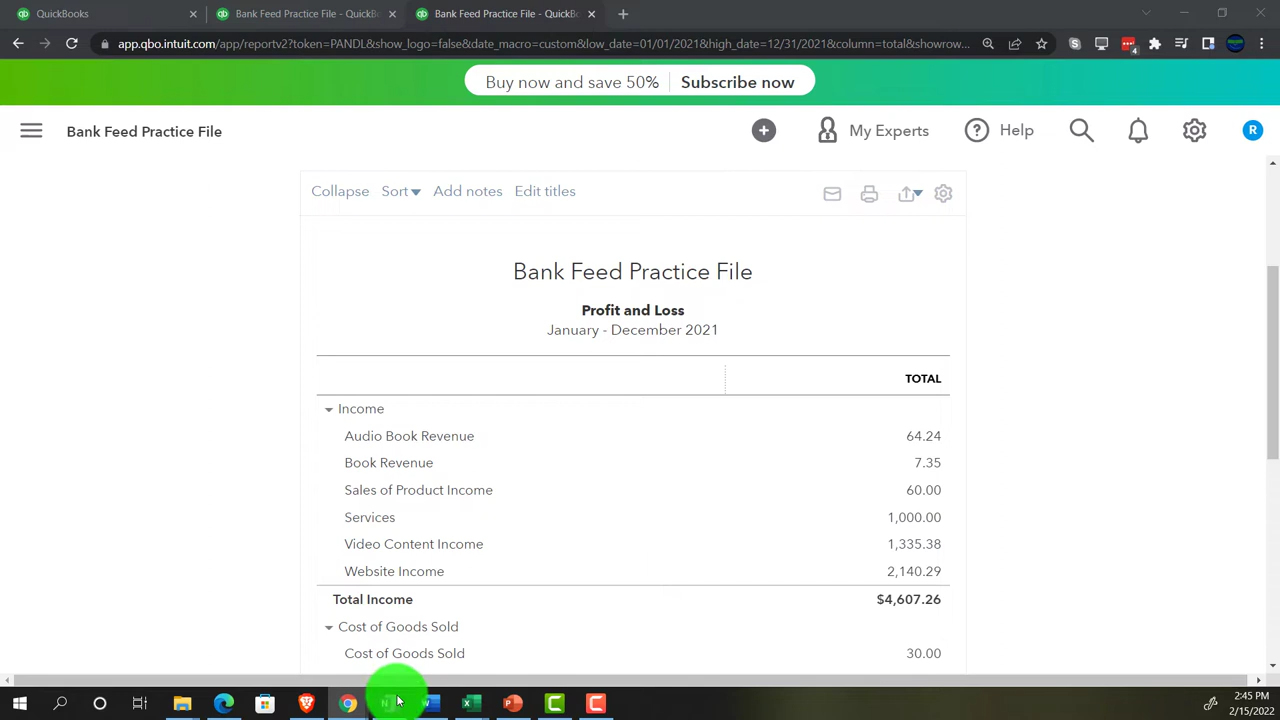 QuickBooks
Bank Feed Practice File - QuickB
Bank Feed Practice File - QuickB
app.qbo.intuit.com/app/reportv2?token=PANDL&show_logo=false&date_macro=custom&low_date=01/01/2021&high_date=12/31/2021&column=total&showrow...
4
Buy now and save 50%
Subscribe now
Bank Feed Practice File
My Experts
Help
R
Collapse
Sort
Add notes
Edit titles
Bank Feed Practice File
Profit and Loss
January - December 2021
TOTAL
Income
Audio Book Revenue 64.24
Book Revenue 7.35
Sales of Product Income 60.00
Services 1,000.00
Video Content Income 1,335.38
Website Income 2,140.29
Total Income $4,607.26
Cost of Goods Sold
Cost of Goods Sold 30.00
2:45 PM
2/15/2022